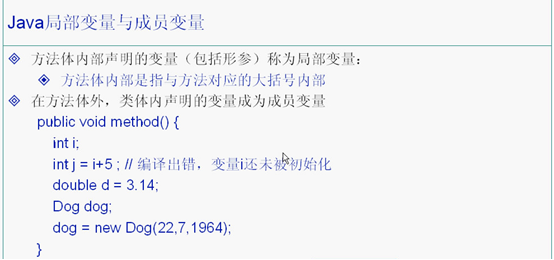 Java局部变量与成员变量
方法体内部声明的变量（包括形参）称为局部变量：
方法体内部是指与方法对应的大括号内部
在方法体外，类体内声明的变量成为成员变量
public void method() {
int i;
int j = i+5 ; // 编译出错，变量i还未被初始化
double d = 3.14;
Dog dog;
dog = new Dog(22,7,1964);
}